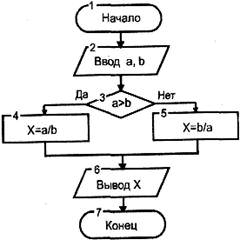 1
Начало
2
Ввод a, b
Да
3
a>b
Нет
4
X=a/b
5
X=b/a
6
Вывод X
7
Конец